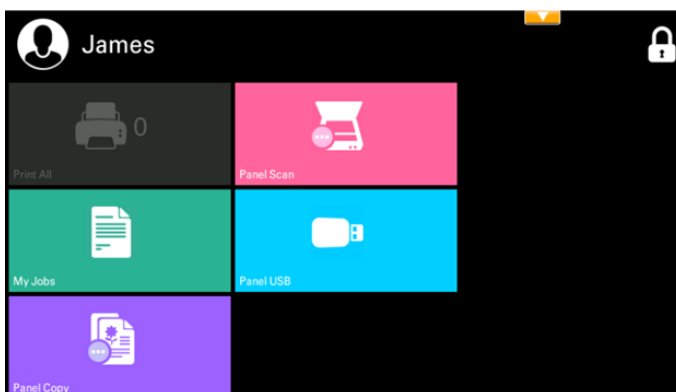 James
0
Print All
Panel Scan
My Jobs
Panel USB
Panel Copy